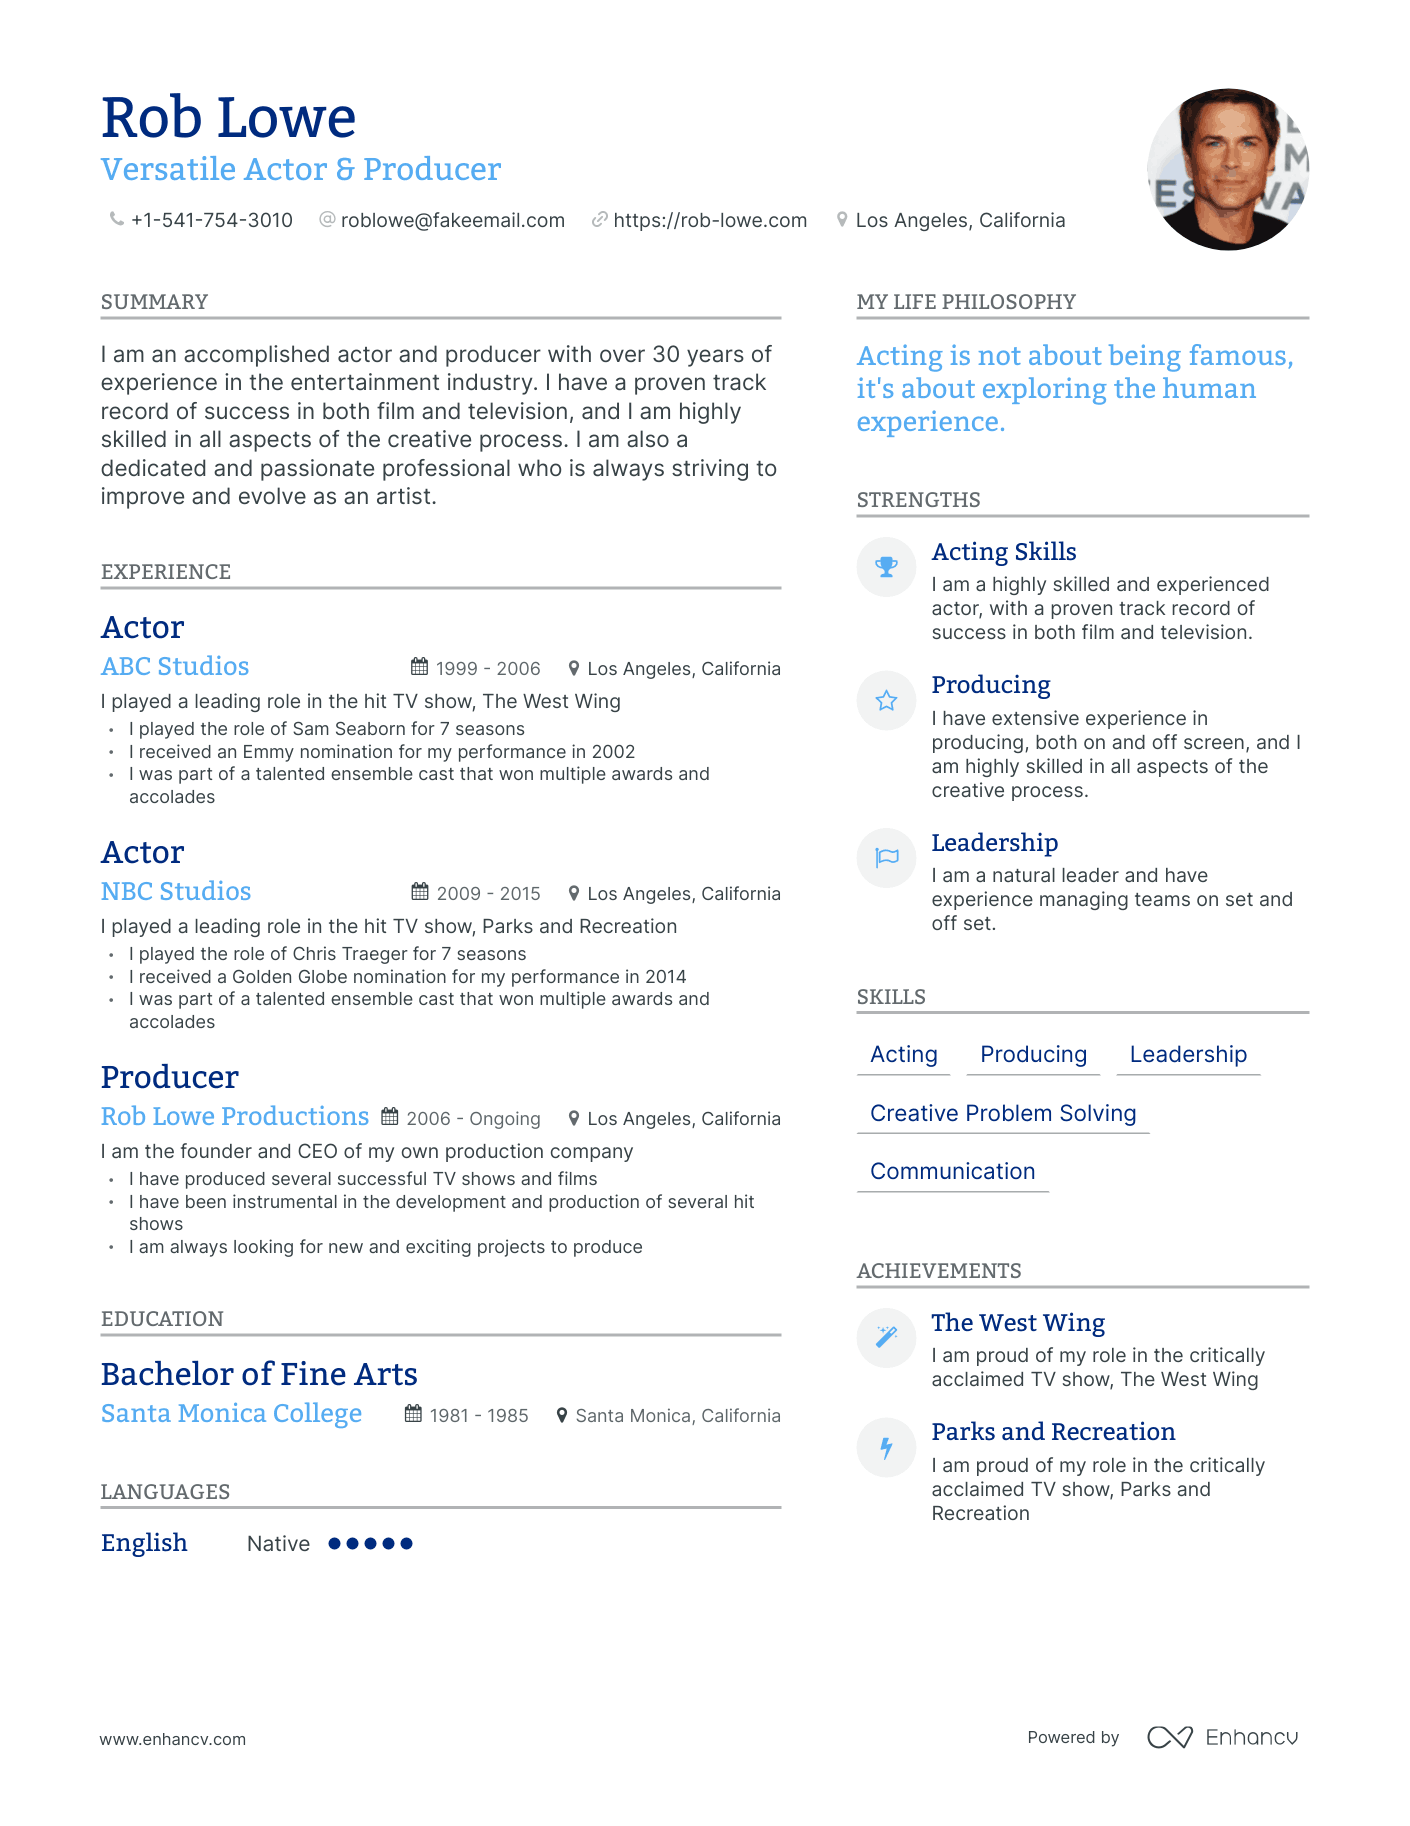 Rob Lowe
Versatile Actor & Producer
+1-541-754-3010 @ roblowe@fakeemail.com https://rob-lowe.com Los Angeles, California
SUMMARY
I am an accomplished actor and producer with over 30 years of
experience in the entertainment industry. I have a proven track
record of success in both film and television, and I am highly
skilled in all aspects of the creative process. I am also a
dedicated and passionate professional who is always striving to
improve and evolve as an artist.
EXPERIENCE
Actor
ABC Studios 1999 - 2006 Los Angeles, California
I played a leading role in the hit TV show, The West Wing
• I played the role of Sam Seaborn for 7 seasons
• I received an Emmy nomination for my performance in 2002
• I was part of a talented ensemble cast that won multiple awards and
accolades
Actor
NBC Studios 2009 - 2015 Los Angeles, California
I played a leading role in the hit TV show, Parks and Recreation
• I played the role of Chris Traeger for 7 seasons
• I received a Golden Globe nomination for my performance in 2014
• I was part of a talented ensemble cast that won multiple awards and
accolades
Producer
Rob Lowe Productions 2006 - Ongoing Los Angeles, California
I am the founder and CEO of my own production company
• I have produced several successful TV shows and films
• I have been instrumental in the development and production of several hit
shows
• I am always looking for new and exciting projects to produce
EDUCATION
Bachelor of Fine Arts
Santa Monica College 1981 - 1985 Santa Monica, California
LANGUAGES
English Native
MY LIFE PHILOSOPHY
Acting is not about being famous,
it's about exploring the human
experience.
STRENGTHS
Acting Skills
I am a highly skilled and experienced
actor, with a proven track record of
success in both film and television.
Producing
I have extensive experience in
producing, both on and off screen, and I
am highly skilled in all aspects of the
creative process.
Leadership
I am a natural leader and have
experience managing teams on set and
off set.
SKILLS
Acting Producing Leadership
Creative Problem Solving
Communication
ACHIEVEMENTS
The West Wing
I am proud of my role in the critically
acclaimed TV show, The West Wing
Parks and Recreation
I am proud of my role in the critically
acclaimed TV show, Parks and
Recreation
www.enhancv.com
Powered by Enhancv